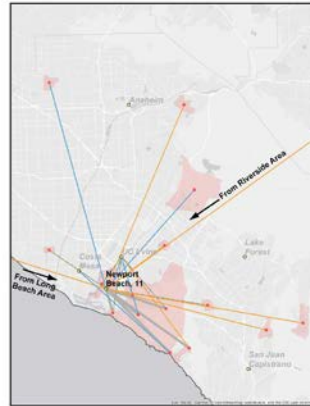 Anaheim
From Riverside Area
UC Irvine
Costa
Mesa
Lake
Forest
Newport
Beach, 11
From Long
Beach Area
San Juan
Capistrano